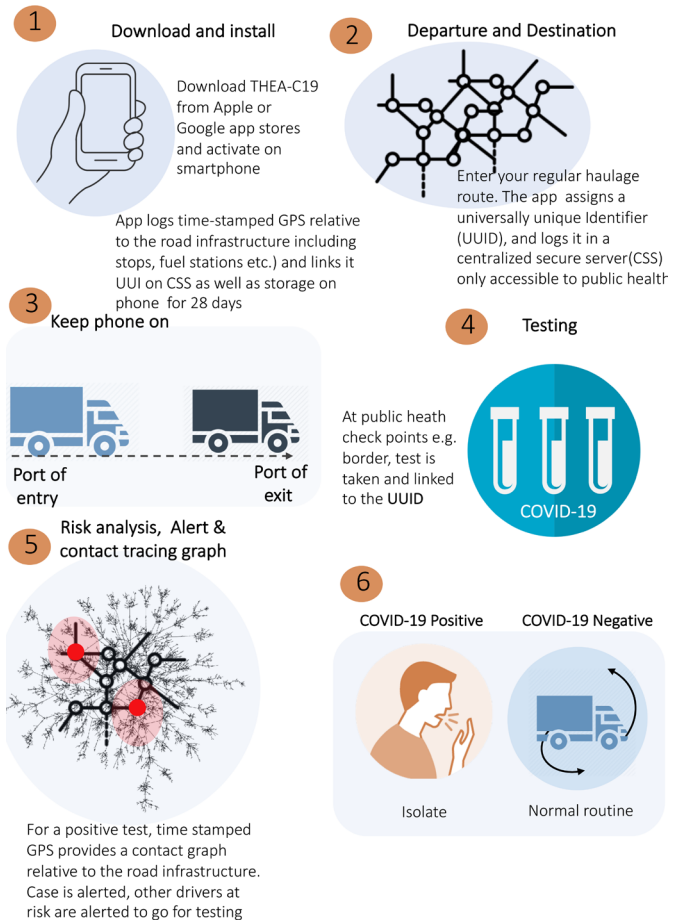 1
Download and install
Download THEA-C19
from Apple or
Google app stores
and activate on
smartphone
2
Departure and Destination
Enter your regular haulage
route. The app assigns a
universally unique Identifier
(UUID), and logs it in a
centralized secure server(CSS)
only accessible to public health
App logs time-stamped GPS relative
to the road infrastructure including
stops, fuel stations etc.) and links it
UUI on CSS as well as storage on
phone for 28 days
3
Keep phone on
Port of
entry
Port of
exit
4
Testing
At public heath
check points e.g.
border, test is
taken and linked
to the UUID
COVID-19
5
Risk analysis, Alert &
contact tracing graph
For a positive test, time stamped
GPS provides a contact graph
relative to the road infrastructure.
Case is alerted, other drivers at
risk are alerted to go for testing
6
COVID-19 Positive
COVID-19 Negative
Isolate
Normal routine